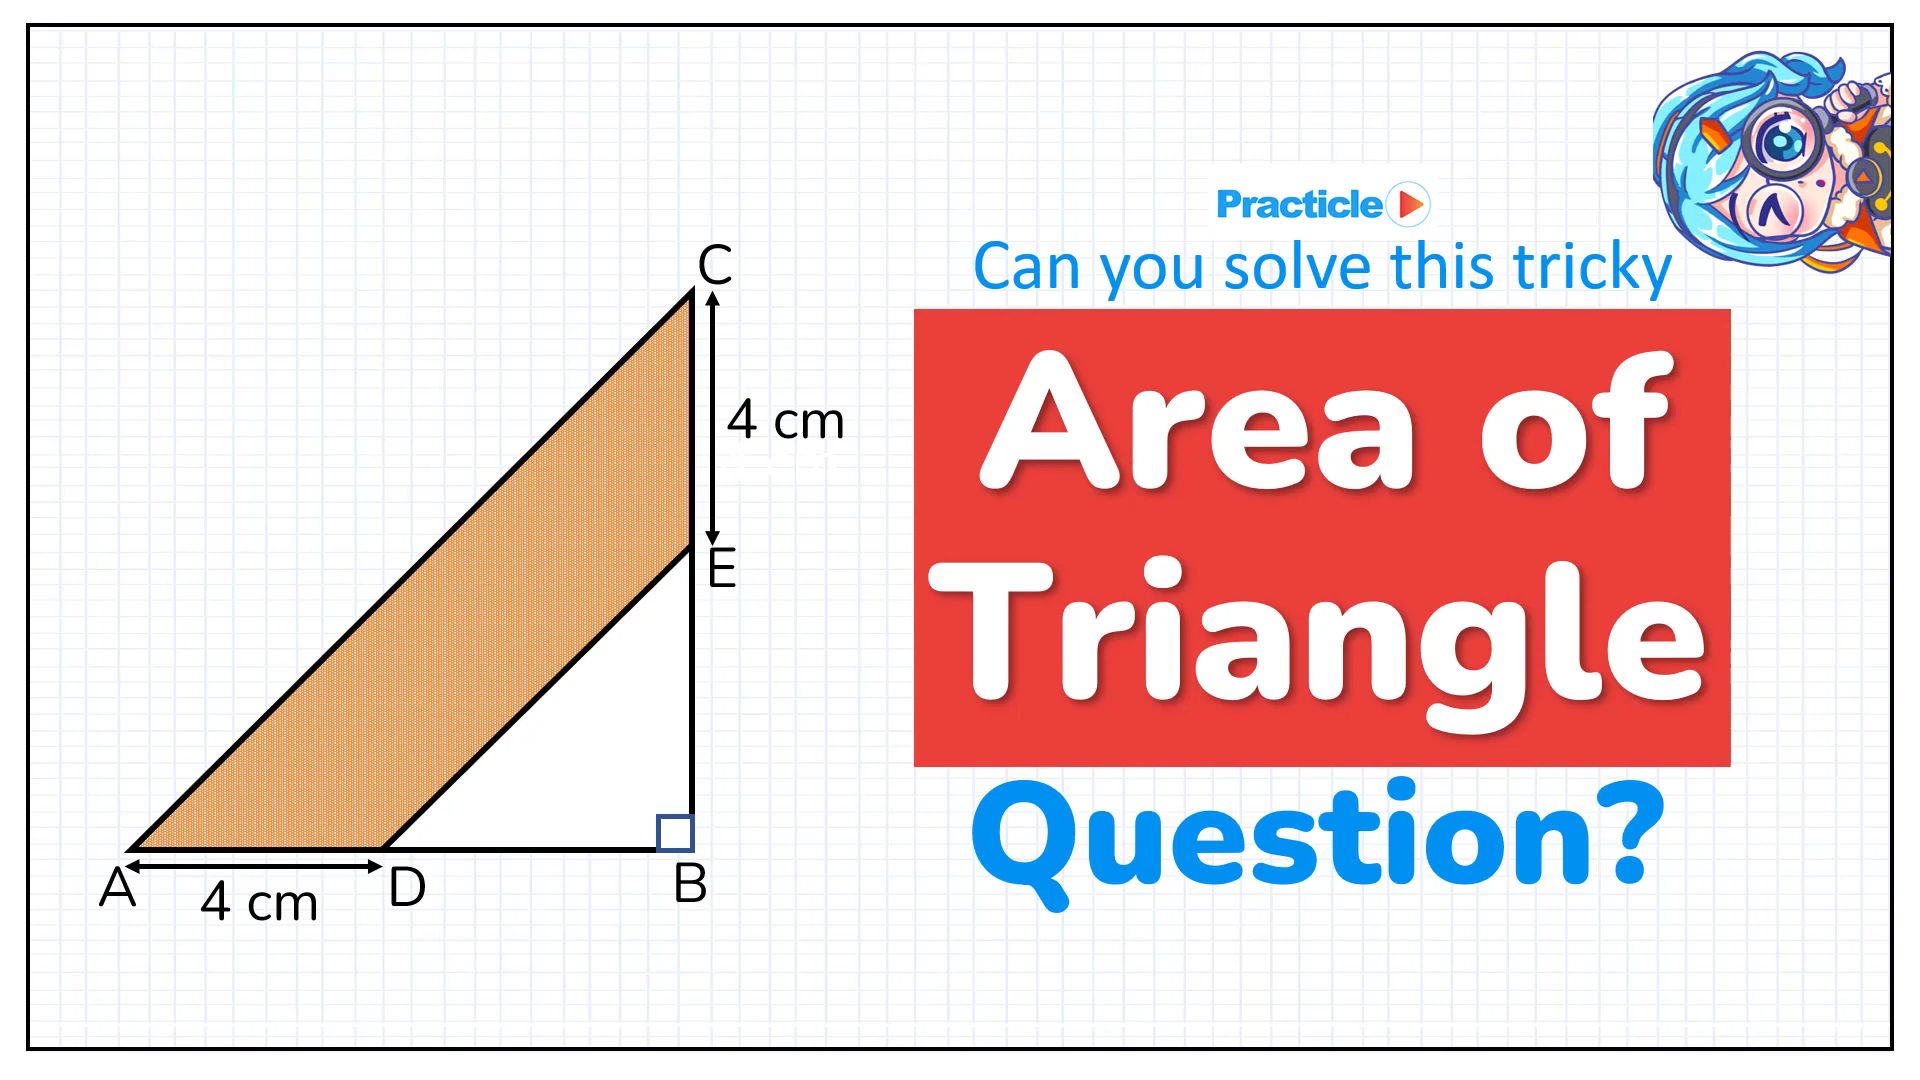 Practicle
Can you solve this tricky
Area of
Triangle
Question?
C
4 cm
E
A
4 cm
D
B